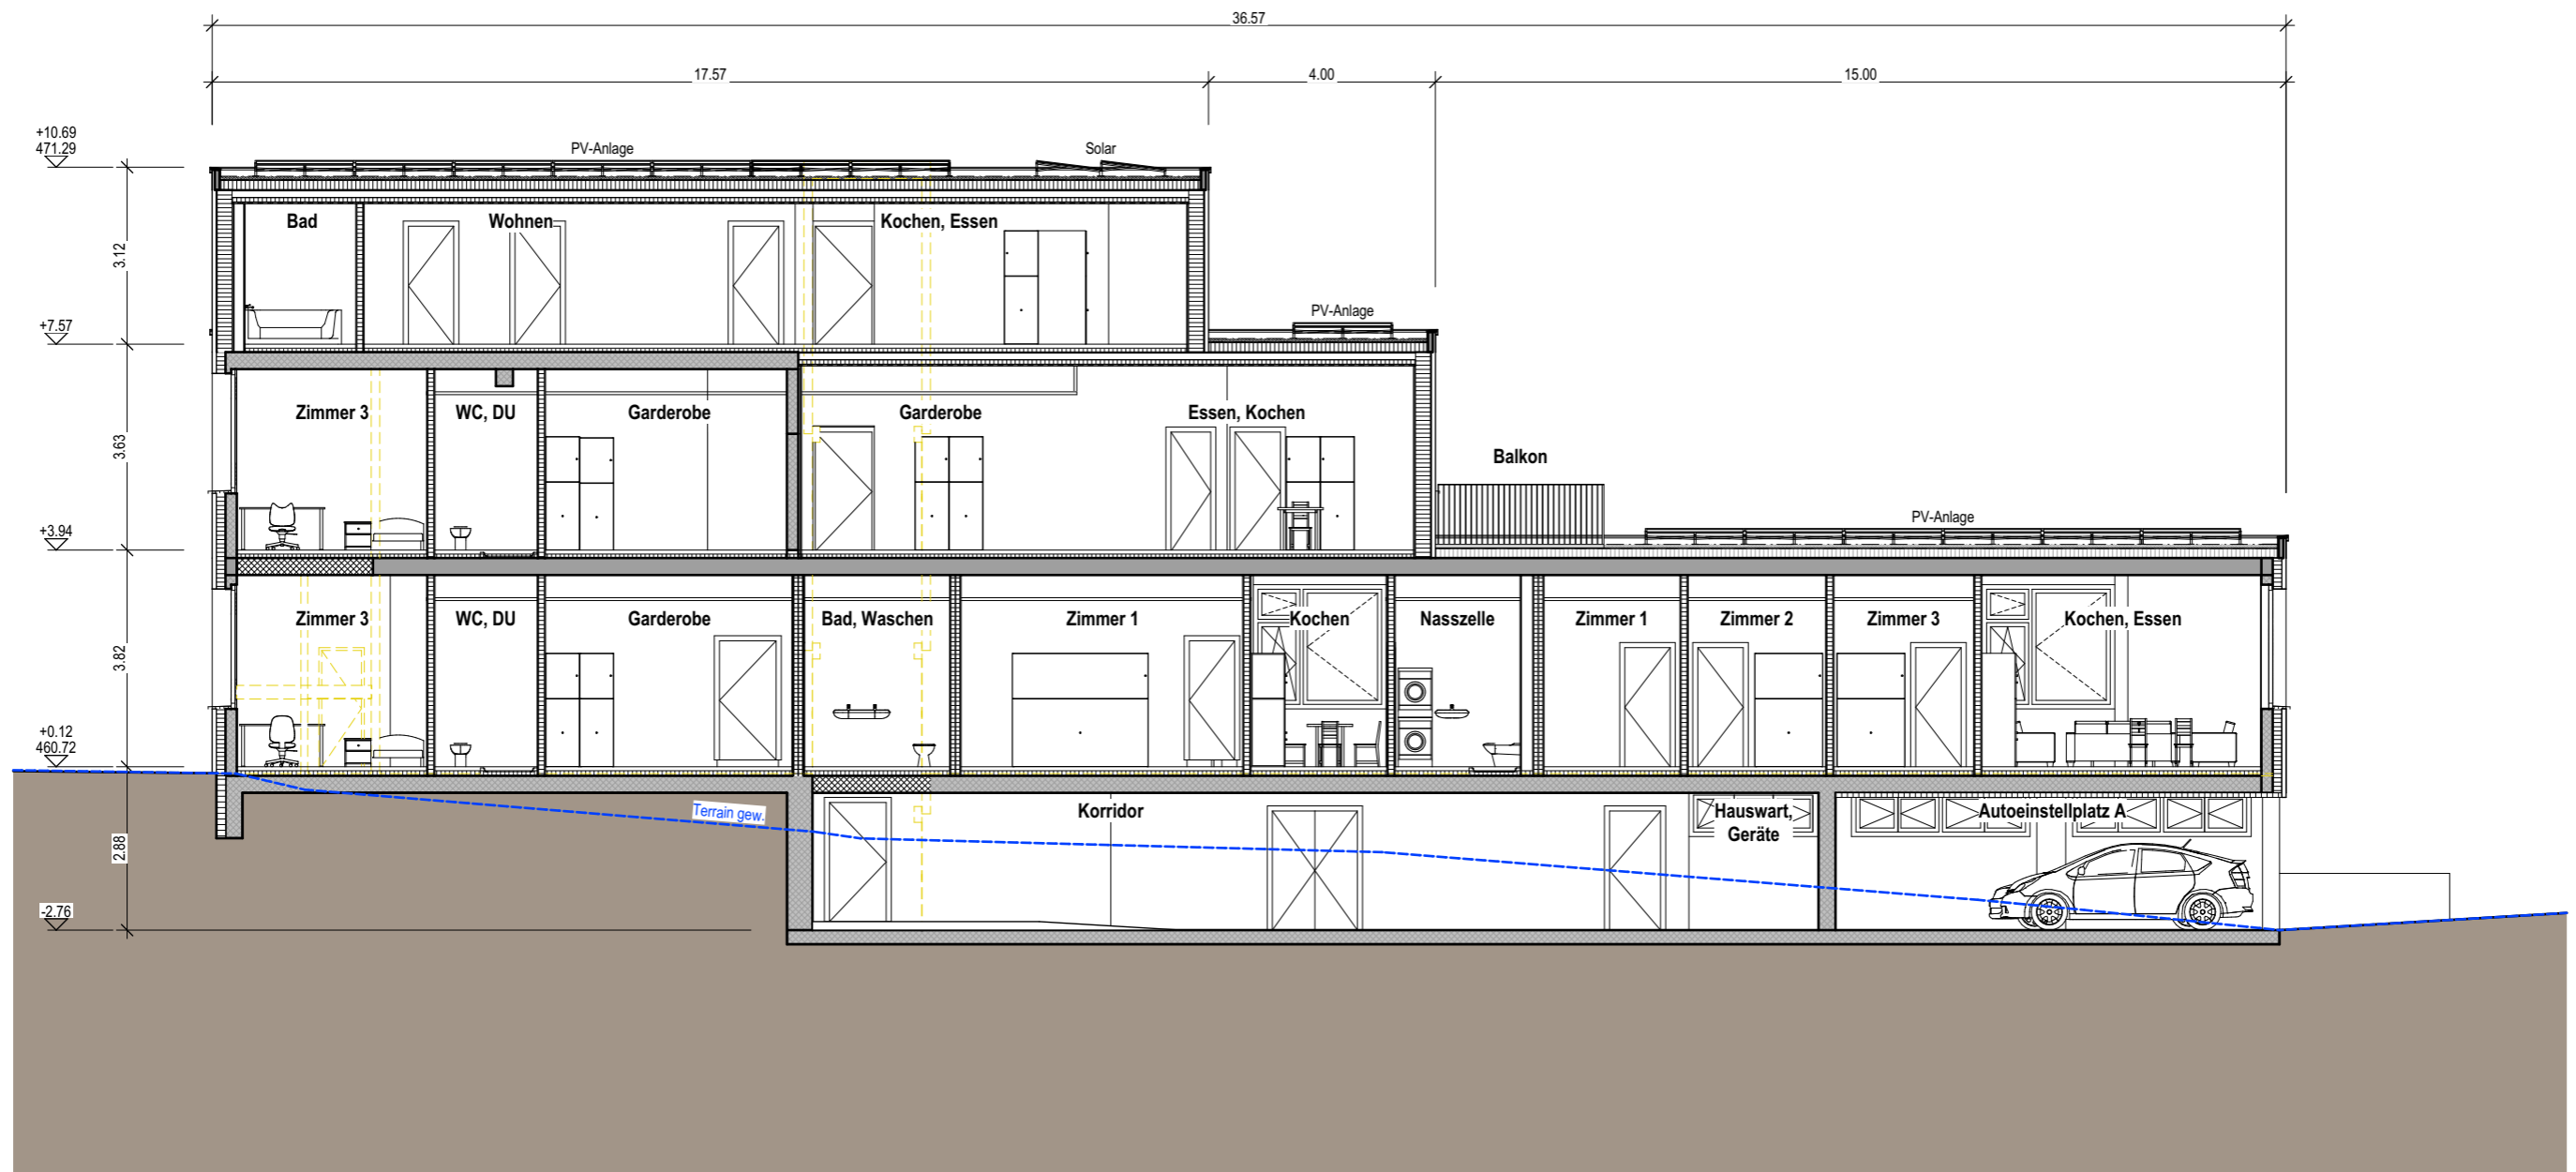 36.57
17.57
4.00
15.00
+10.69
471.29
PV-Anlage
Solar
3.12
Bad
Wohnen
Kochen, Essen
+7.57
PV-Anlage
3.63
Zimmer 3
WC, DU
Garderobe
Garderobe
Essen, Kochen
Balkon
+3.94
PV-Anlage
3.82
Zimmer 3
WC, DU
Garderobe
Bad, Waschen
Zimmer 1
Kochen
Nasszelle
Zimmer 1
Zimmer 2
Zimmer 3
Kochen, Essen
+0.12
460.72
2.88
Terrain gew.
Korridor
Hauswart,
Geräte
Autoeinstellplatz A
-2.76